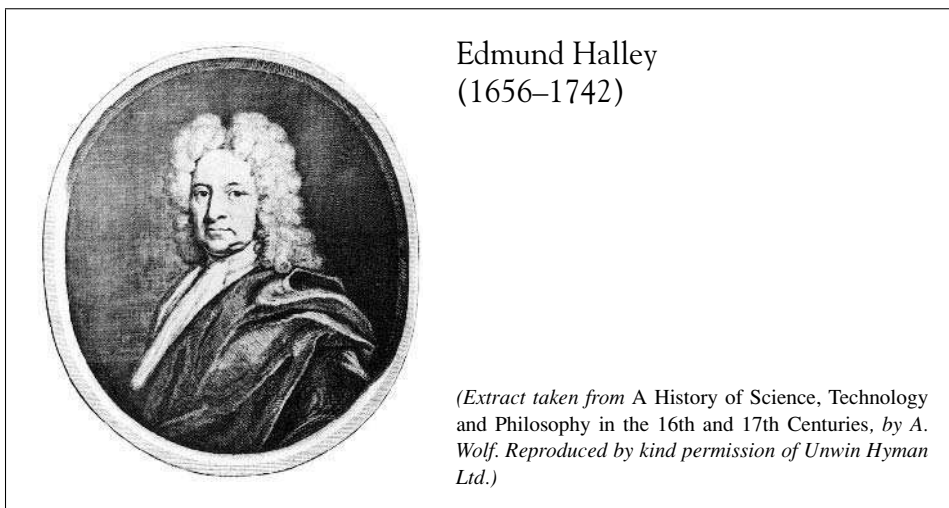 Edmund Halley
(1656–1742)
(Extract taken from A History of Science, Technology
and Philosophy in the 16th and 17th Centuries, by A.
Wolf. Reproduced by kind permission of Unwin Hyman
Ltd.)